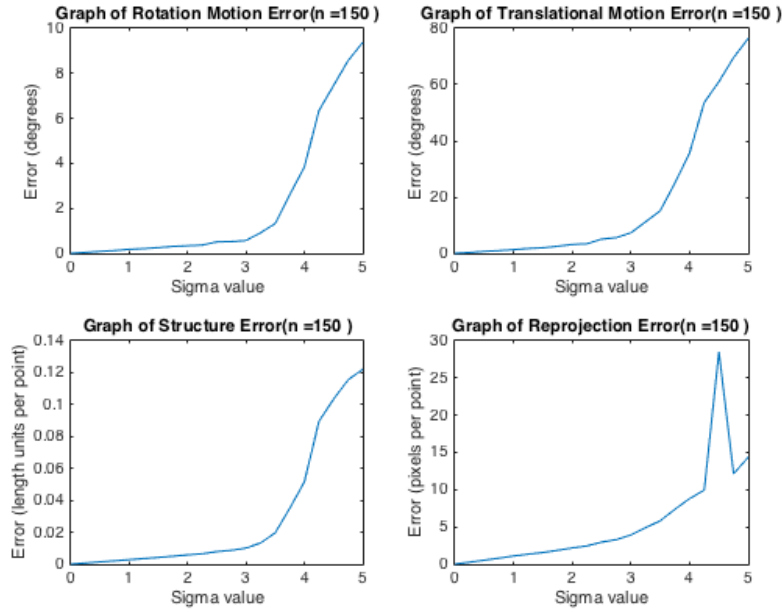 Graph of Rotation Motion Error(n =150 )
10
8
6
4
2
0
Error (degrees)
0 1 2 3 4 5
Sigma value
Graph of Translational Motion Error(n =150 )
80
60
40
20
0
Error (degrees)
0 1 2 3 4 5
Sigma value
Graph of Structure Error(n =150 )
0.14
0.12
0.1
0.08
0.06
0.04
0.02
0
Error (length units per point)
0 1 2 3 4 5
Sigma value
Graph of Reprojection Error(n =150 )
30
25
20
15
10
5
0
Error (pixels per point)
0 1 2 3 4 5
Sigma value